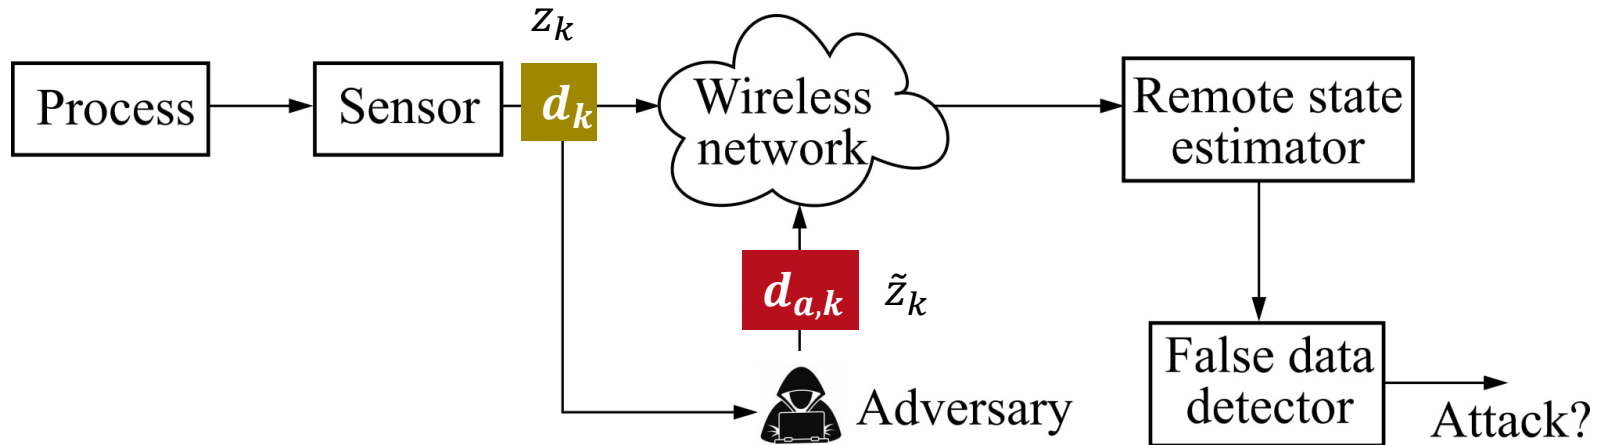 z_k
Process
Sensor
d_k
Wireless
network
Remote state
estimator
d_{a,k}
z̃_k
Adversary
False data
detector
Attack?